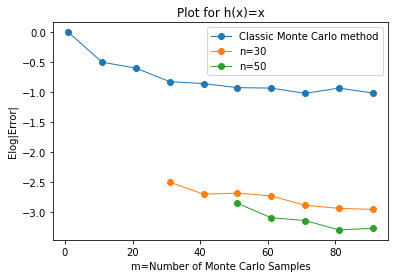 Plot for h(x)=x
Classic Monte Carlo method
n=30
n=50
Elog|Error|
0.0
−0.5
−1.0
−1.5
−2.0
−2.5
−3.0
0 20 40 60 80
m=Number of Monte Carlo Samples